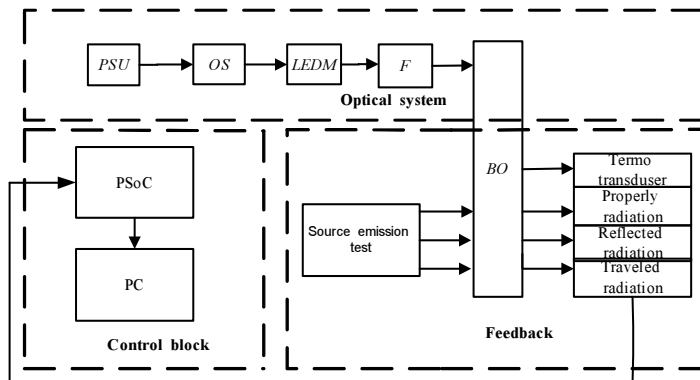 PSU
OS
LEDM
F
Optical system
BO
PSoC
PC
Control block
Source emission
test
Termo
transduser
Properly
radiation
Reflected
radiation
Traveled
radiation
Feedback